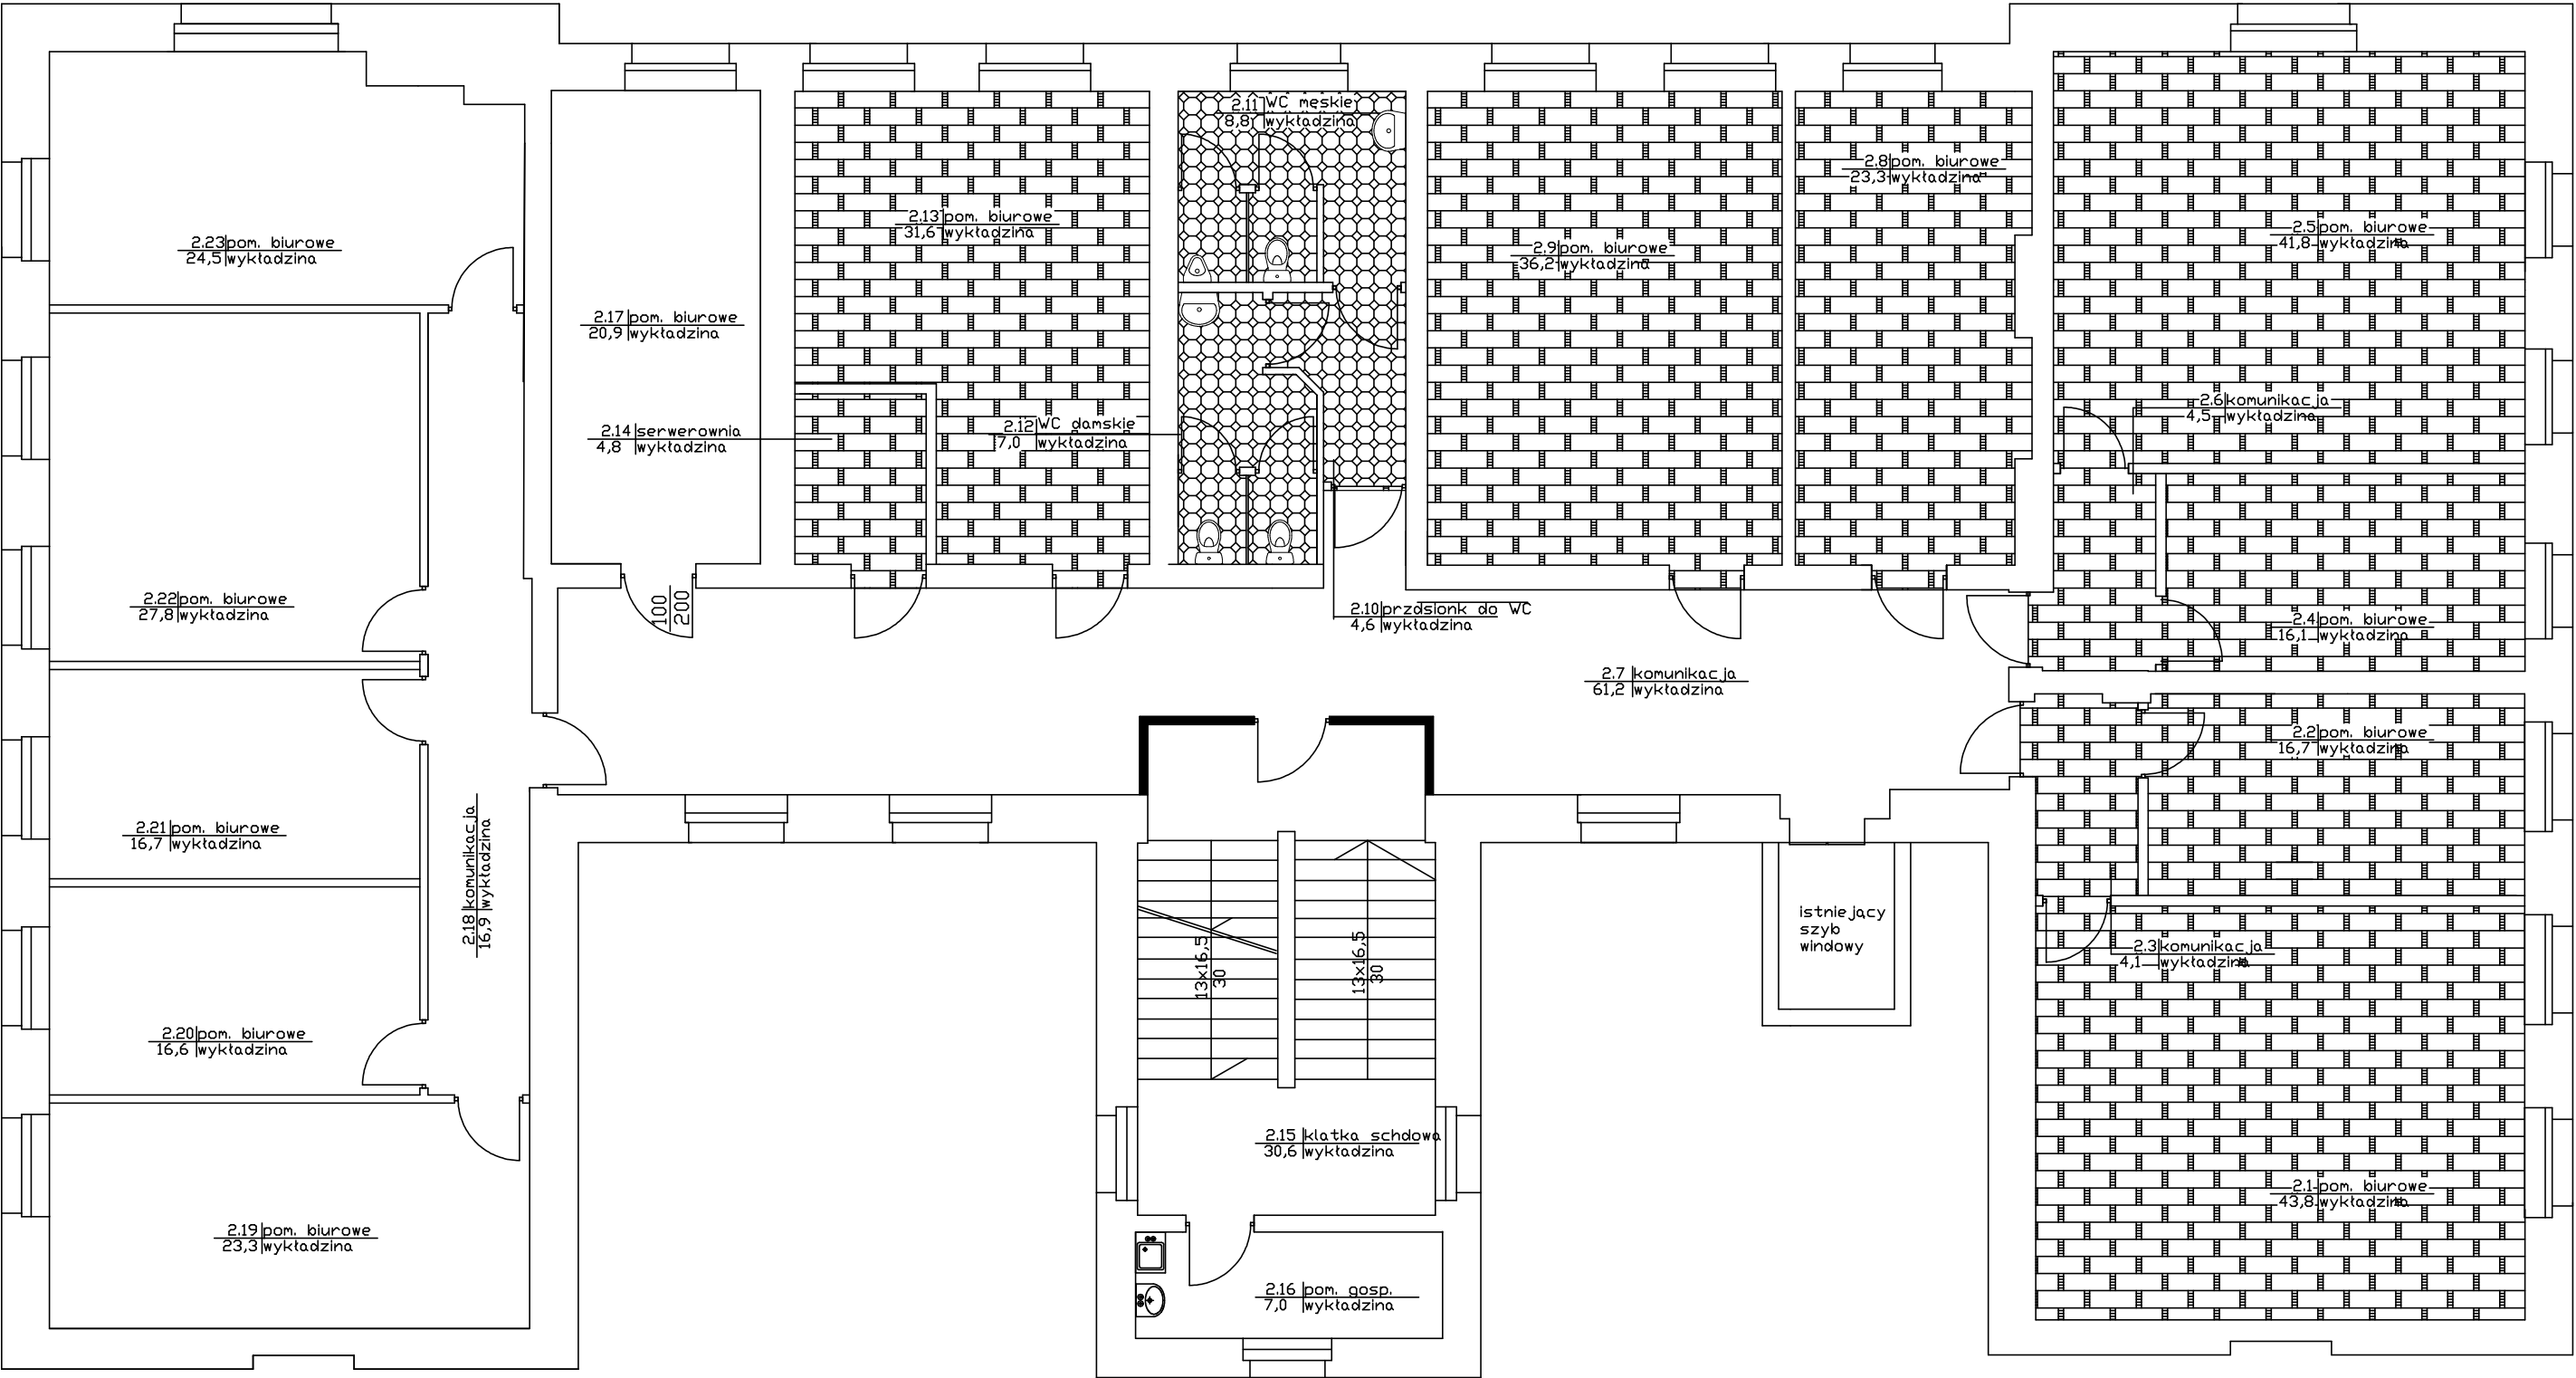 2.11 WC męskie
8,8 wykładzina
2.8 pom. biurowe
23,3 wykładzina
2.13 pom. biurowe
31,6 wykładzina
2.5 pom. biurowe
41,8 wykładzina
2.23 pom. biurowe
24,5 wykładzina
2.9 pom. biurowe
36,2 wykładzina
2.17 pom. biurowe
20,9 wykładzina
2.6 komunikacja
4,5 wykładzina
2.14 serwerownia
4,8 wykładzina
2.12 WC damskie
7,0 wykładzina
2.22 pom. biurowe
27,8 wykładzina
100
200
2.10 przdsionk do WC
4,6 wykładzina
2.4 pom. biurowe
16,1 wykładzina
2.7 komunikacja
61,2 wykładzina
2.2 pom. biurowe
16,7 wykładzina
2.21 pom. biurowe
16,7 wykładzina
2.18 komunikacja
16,9 wykładzina
istniejący
szyb
windowy
13x16,5
30
13x16,5
30
2.3 komunikacja
4,1 wykładzina
2.20 pom. biurowe
16,6 wykładzina
2.15 klatka schdowa
30,6 wykładzina
2.1 pom. biurowe
43,8 wykładzina
2.19 pom. biurowe
23,3 wykładzina
2.16 pom. gosp.
7,0 wykładzina